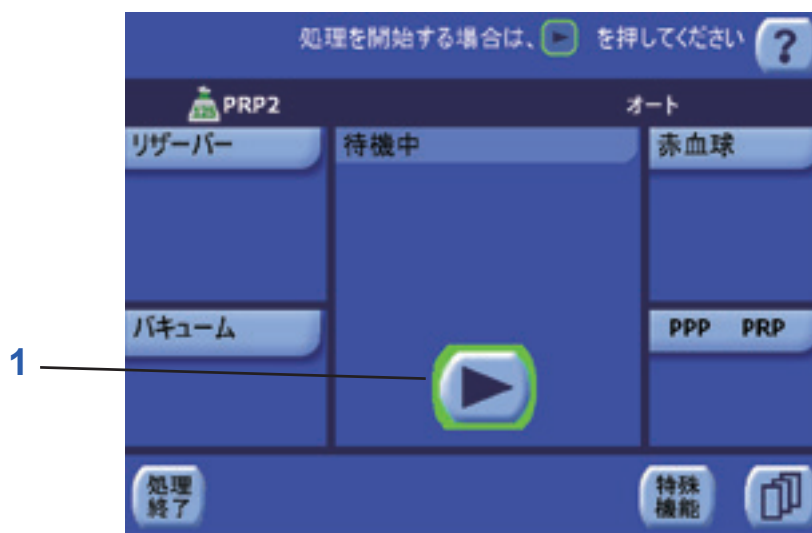 処理を開始する場合は、 を押してください ?
PRP2 オート
リザーバー 待機中 赤血球
バキューム PPP PRP
1
処理
終了
特殊
機能